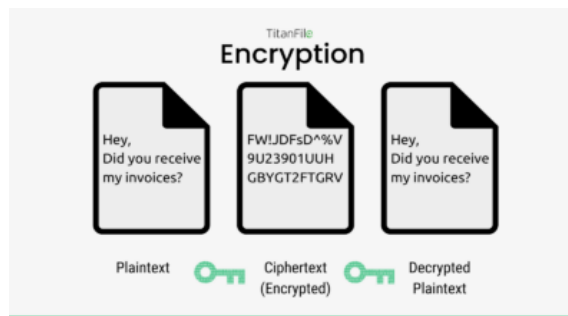 TitanFile
Encryption
Hey,
Did you receive
my invoices?
FW!JDFsD^%V
9U23901UUH
GBYGT2FTGRV
Hey,
Did you receive
my invoices?
Plaintext
Ciphertext
(Encrypted)
Decrypted
Plaintext